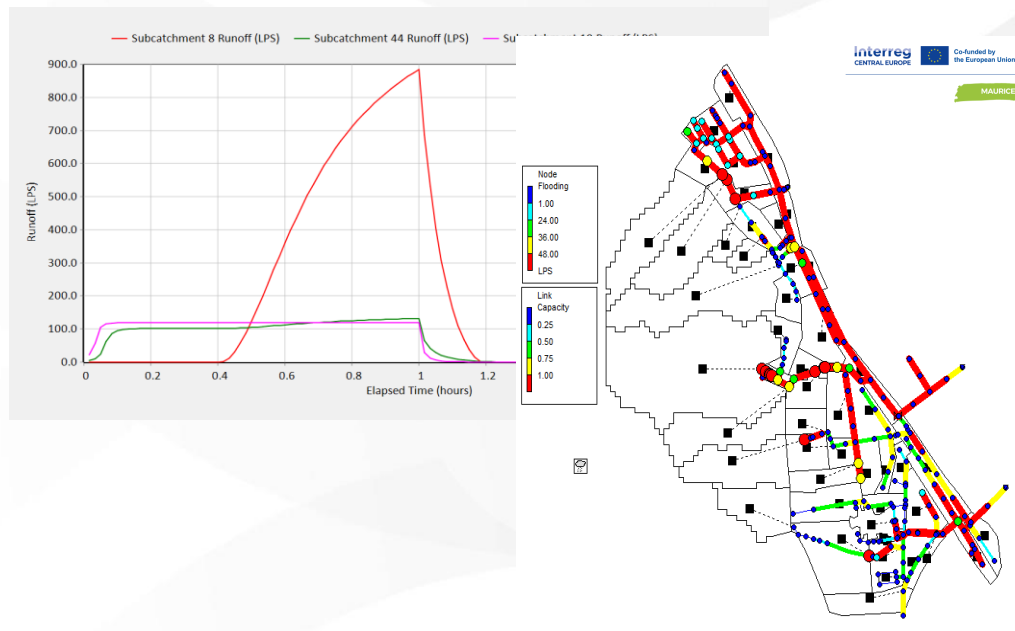 Subcatchment 8 Runoff (LPS)
Subcatchment 44 Runoff (LPS)
900.0
800.0
700.0
600.0
500.0
400.0
300.0
200.0
100.0
0.0
Runoff (LPS)
0
0.2
0.4
0.6
0.8
1
1.2
Elapsed Time (hours)
Interreg
CENTRAL EUROPE
Co-funded by
the European Union
MAURICE
Node
Flooding
1.00
24.00
36.00
48.00
LPS
Link
Capacity
0.25
0.50
0.75
1.00